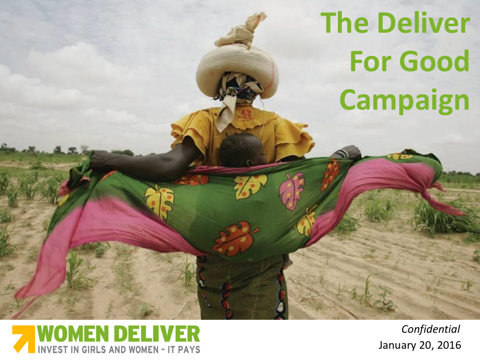 The Deliver
For Good
Campaign
WOMEN DELIVER
INVEST IN GIRLS AND WOMEN - IT PAYS
Confidential
January 20, 2016